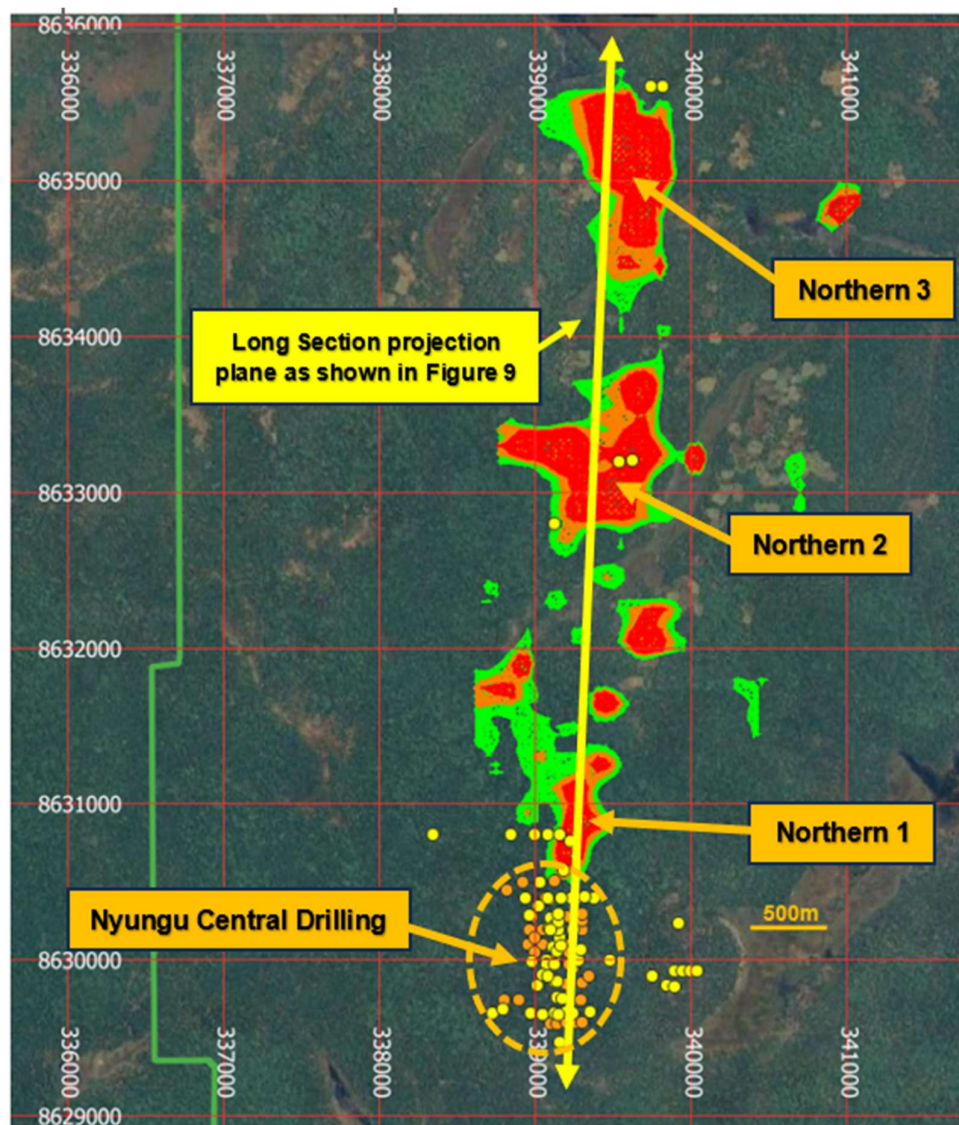 8636000
336000
337000
338000
339000
340000
341000
8635000
Northern 3
8634000
Long Section projection
plane as shown in Figure 9
8633000
Northern 2
8632000
8631000
Northern 1
Nyungu Central Drilling
500m
8630000
336000
337000
338000
339000
340000
341000
8629000